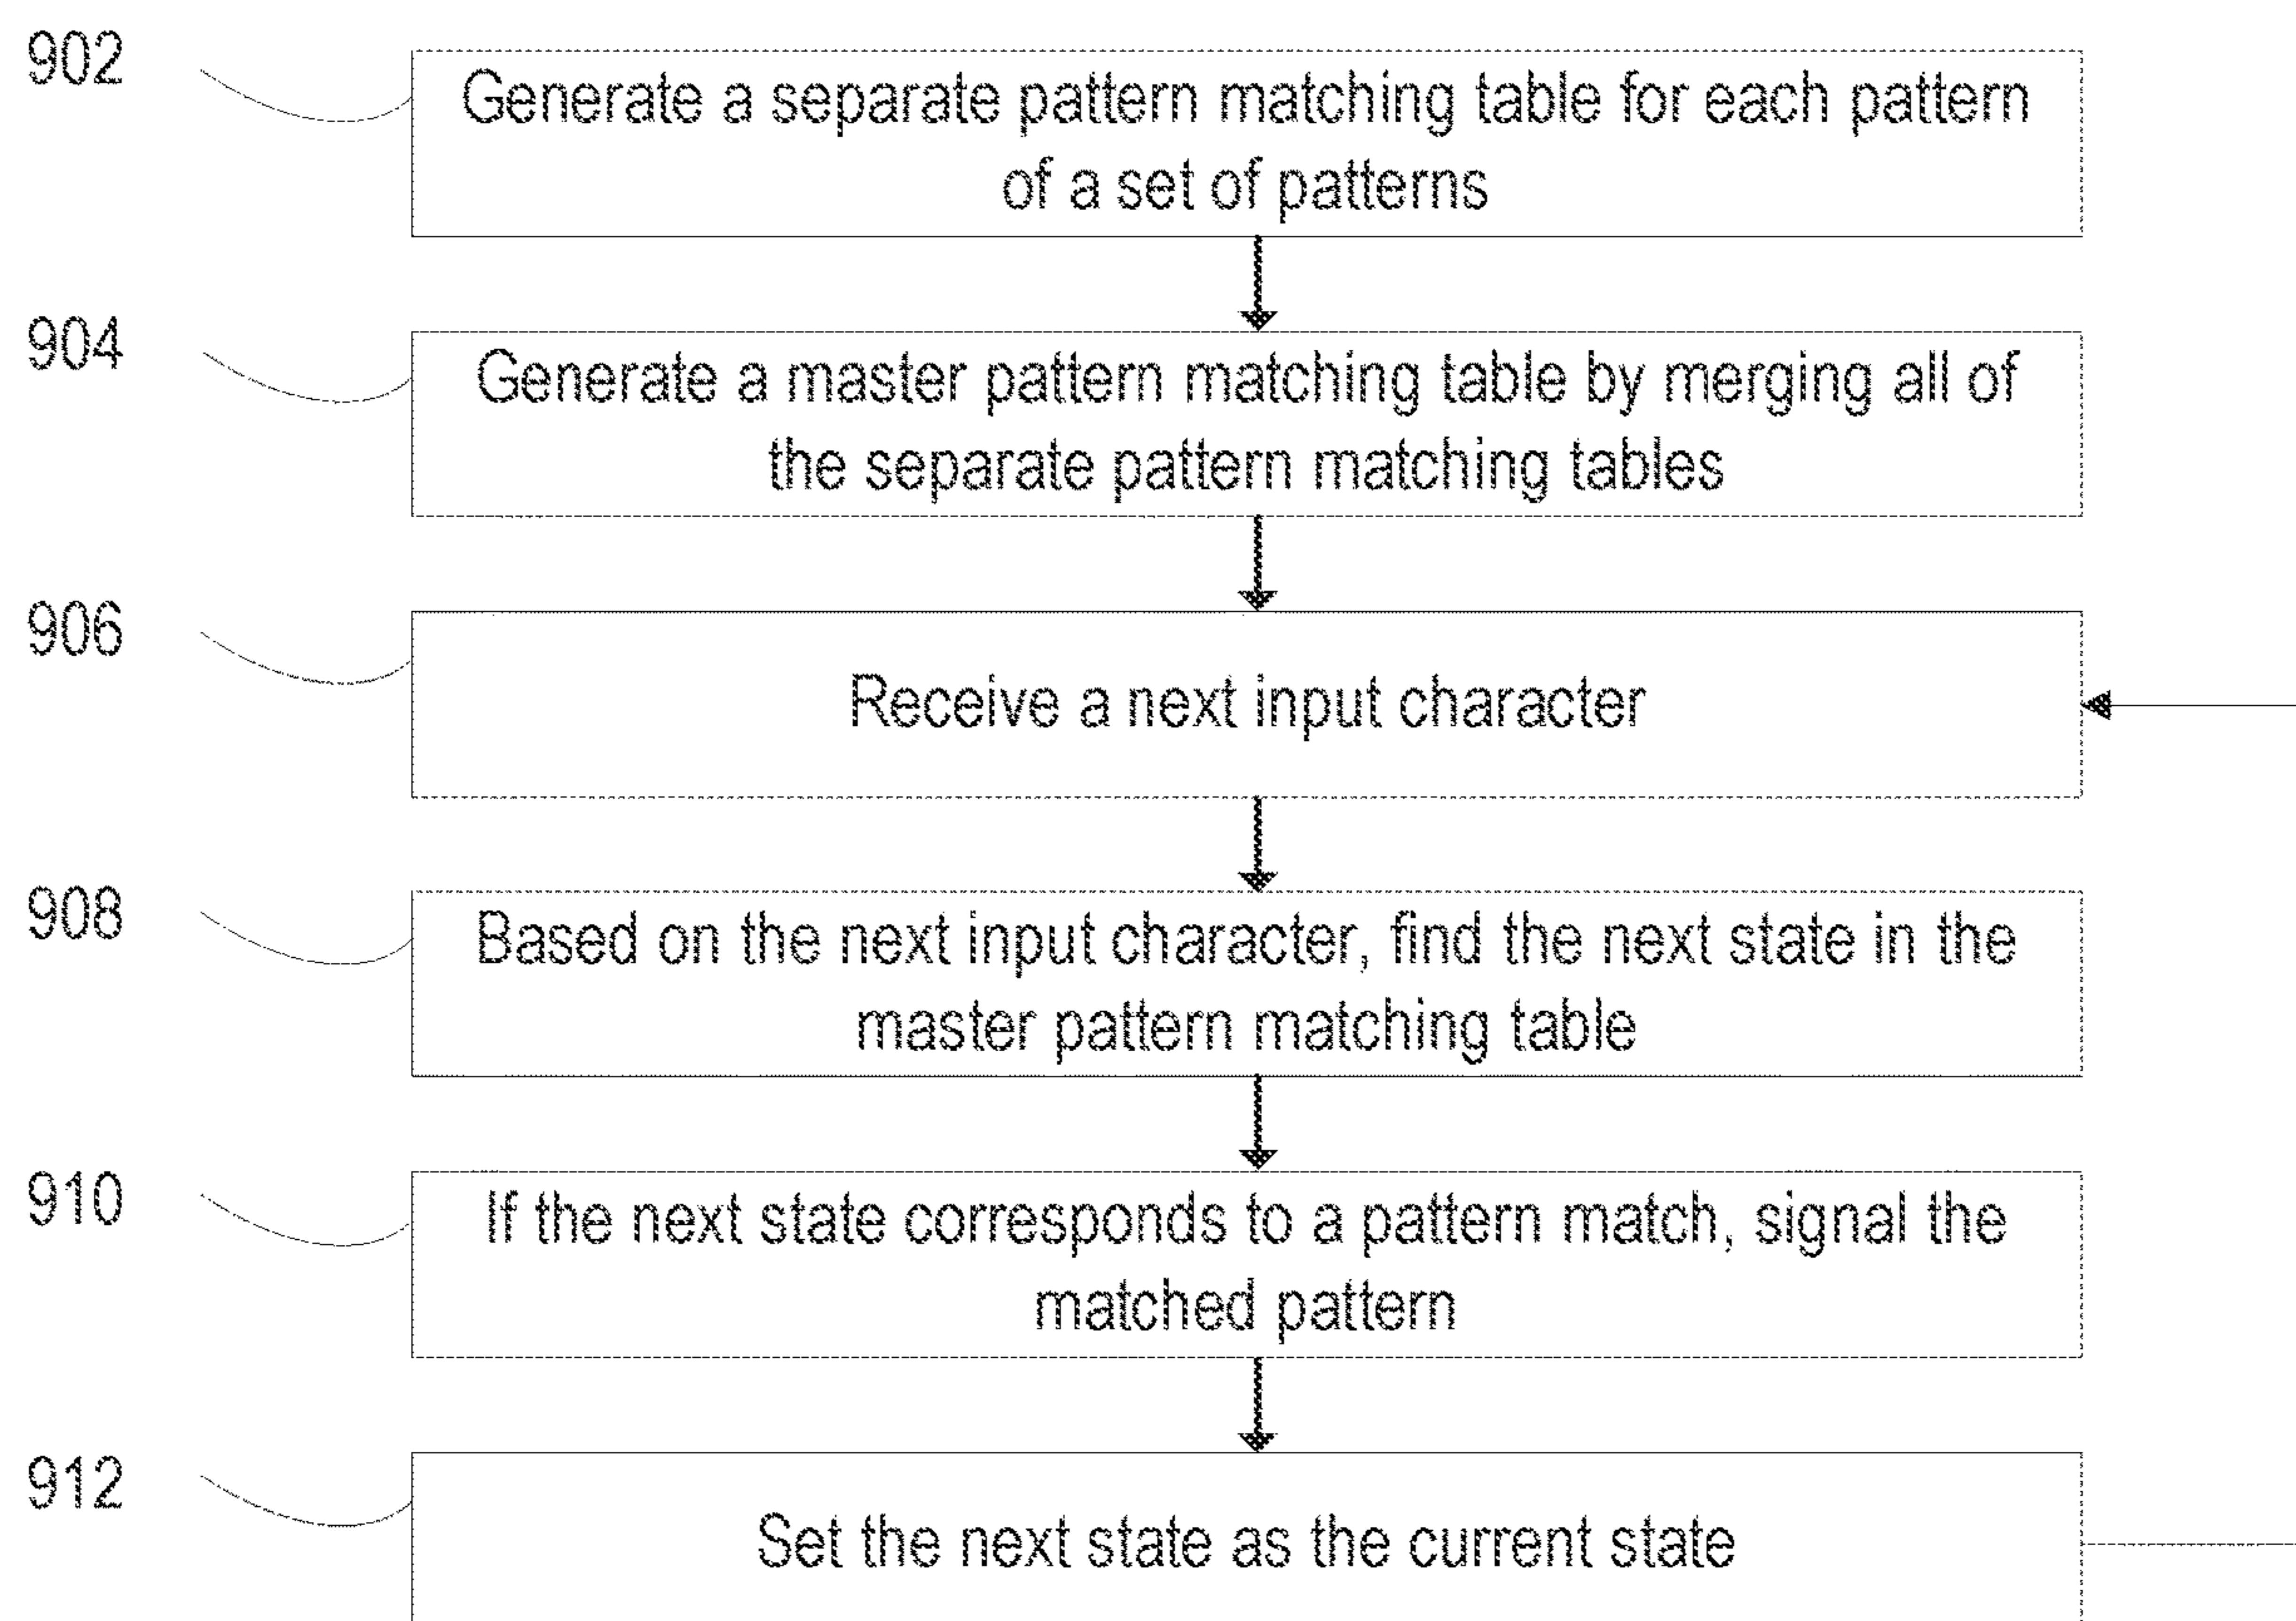 902
Generate a separate pattern matching table for each pattern
of a set of patterns
904
Generate a master pattern matching table by merging all of
the separate pattern matching tables
906
Receive a next input character
908
Based on the next input character, find the next state in the
master pattern matching table
910
If the next state corresponds to a pattern match, signal the
matched pattern
912
Set the next state as the current state